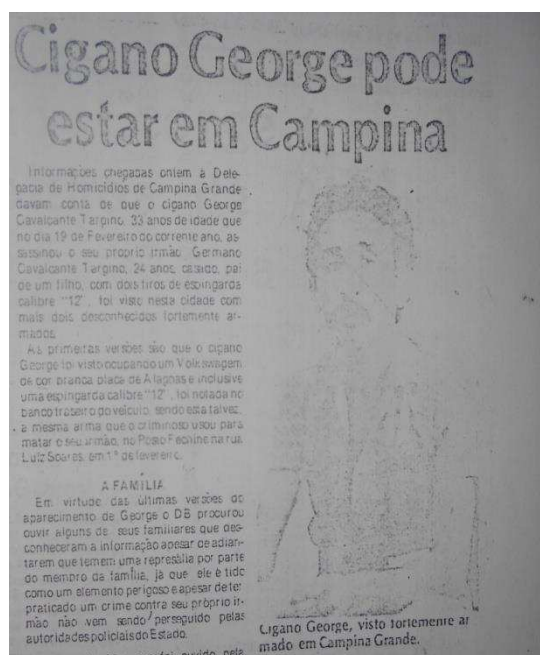 Cigano George pode
estar em Campina
Informações chegadas ontem à Dele-
gacia de Homicídios de Campina Grande
davam conta de que o cigano George
Cavalcante Targino, 33 anos de idade que
no dia 19 de Fevereiro do corrente ano, as-
sassinou o seu próprio irmão, Germano
Cavalcante Targino, 24 anos, casado, pai
de um filho, com dois tiros de espingarda
calibre "12", foi visto nesta cidade com
mais dois desconhecidos fortemente ar-
mados.
As primeiras versões são que o cigano
George foi visto ocupando um Volkswagem
de cor branca placa de Alagoas e inclusive
uma espingarda calibre "12", foi notada no
banco traseiro do veículo, sendo esta talvez,
a mesma arma que o criminoso usou para
matar o seu irmão, no Posto Fechine na rua
Luiz Soares, em 1º de fevereiro.
A FAMÍLIA
Em virtude das últimas versões do
aparecimento de George o DB procurou
ouvir alguns de seus familiares que des-
conheceram a informação apesar de adian-
tarem que temem uma represália por parte
do membro da família, já que ele é tido
como um elemento perigoso e apesar de ter
praticado um crime contra seu próprio ir-
mão não vem sendo perseguido pelas
autoridades policiais do Estado.
ouvido pela
Cigano George, visto fortemente ar
mado em Campina Grande.